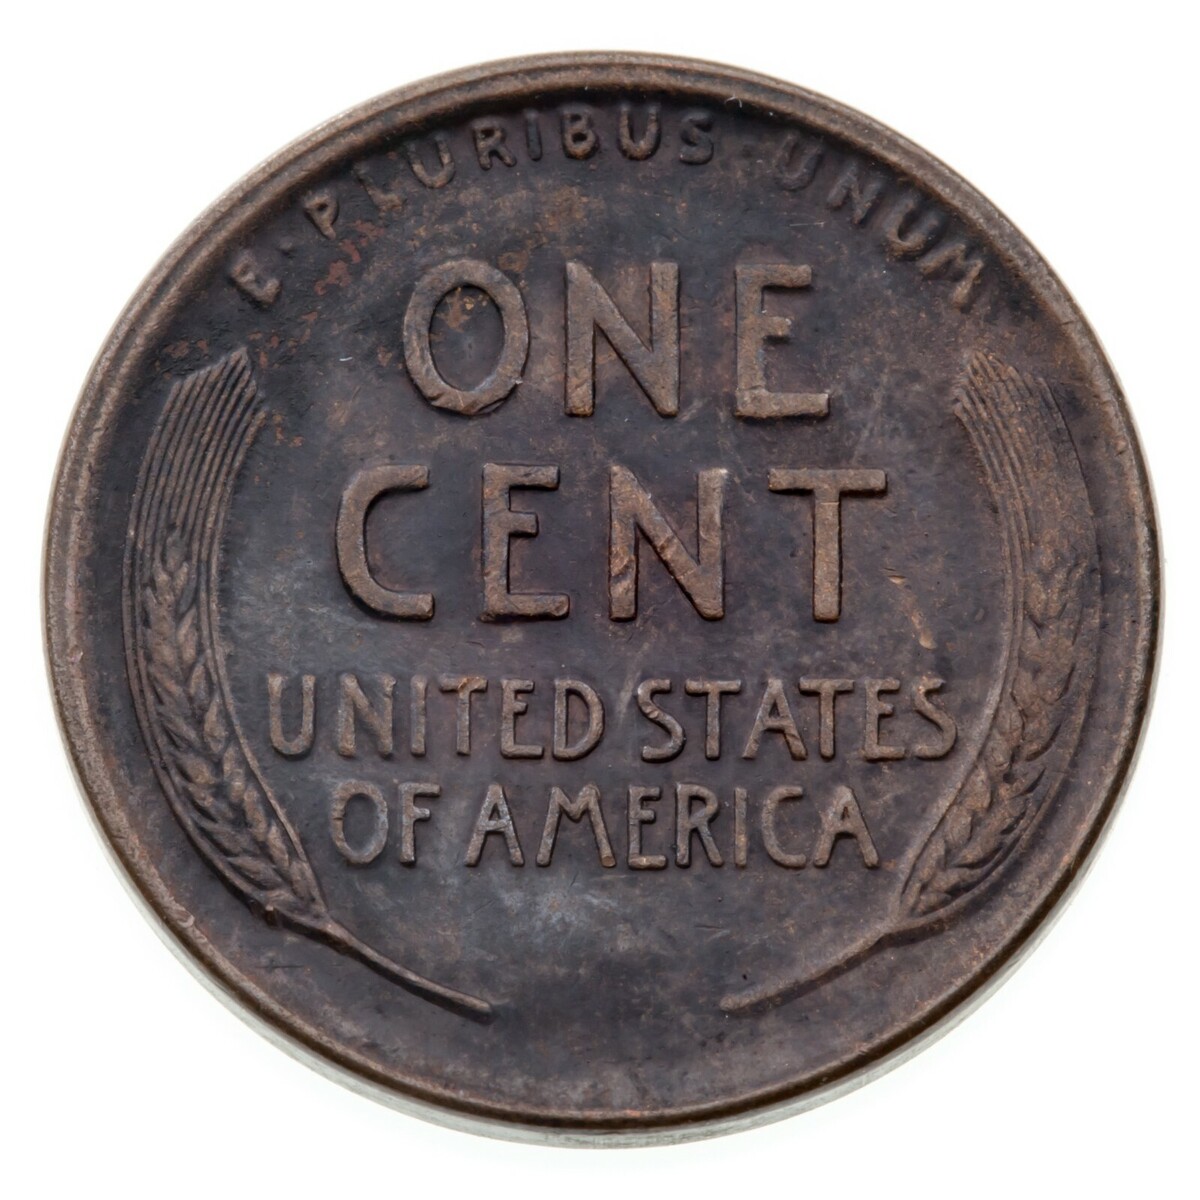 E · PLURIBUS UNUM
ONE
CENT
UNITED STATES
OF AMERICA